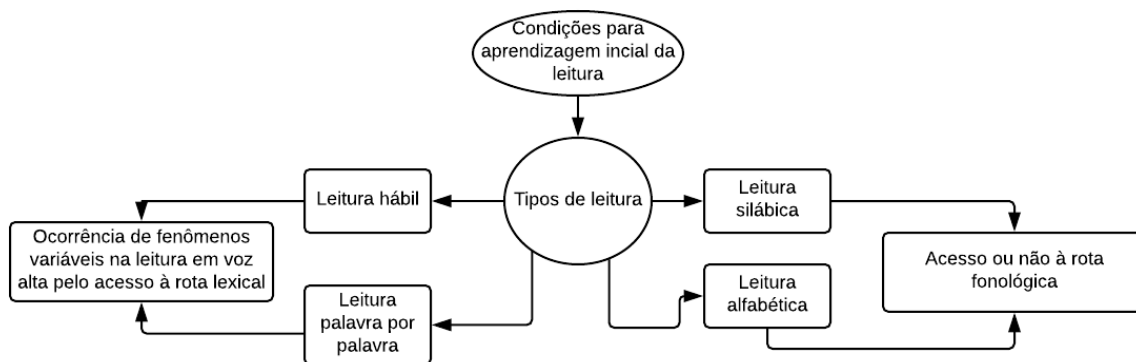 Condições para
aprendizagem incial da
leitura
Tipos de leitura
Leitura hábil
Leitura
silábica
Ocorrência de fenômenos
variáveis na leitura em voz
alta pelo acesso à rota lexical
Acesso ou não à rota
fonológica
Leitura
palavra por
palavra
Leitura
alfabética